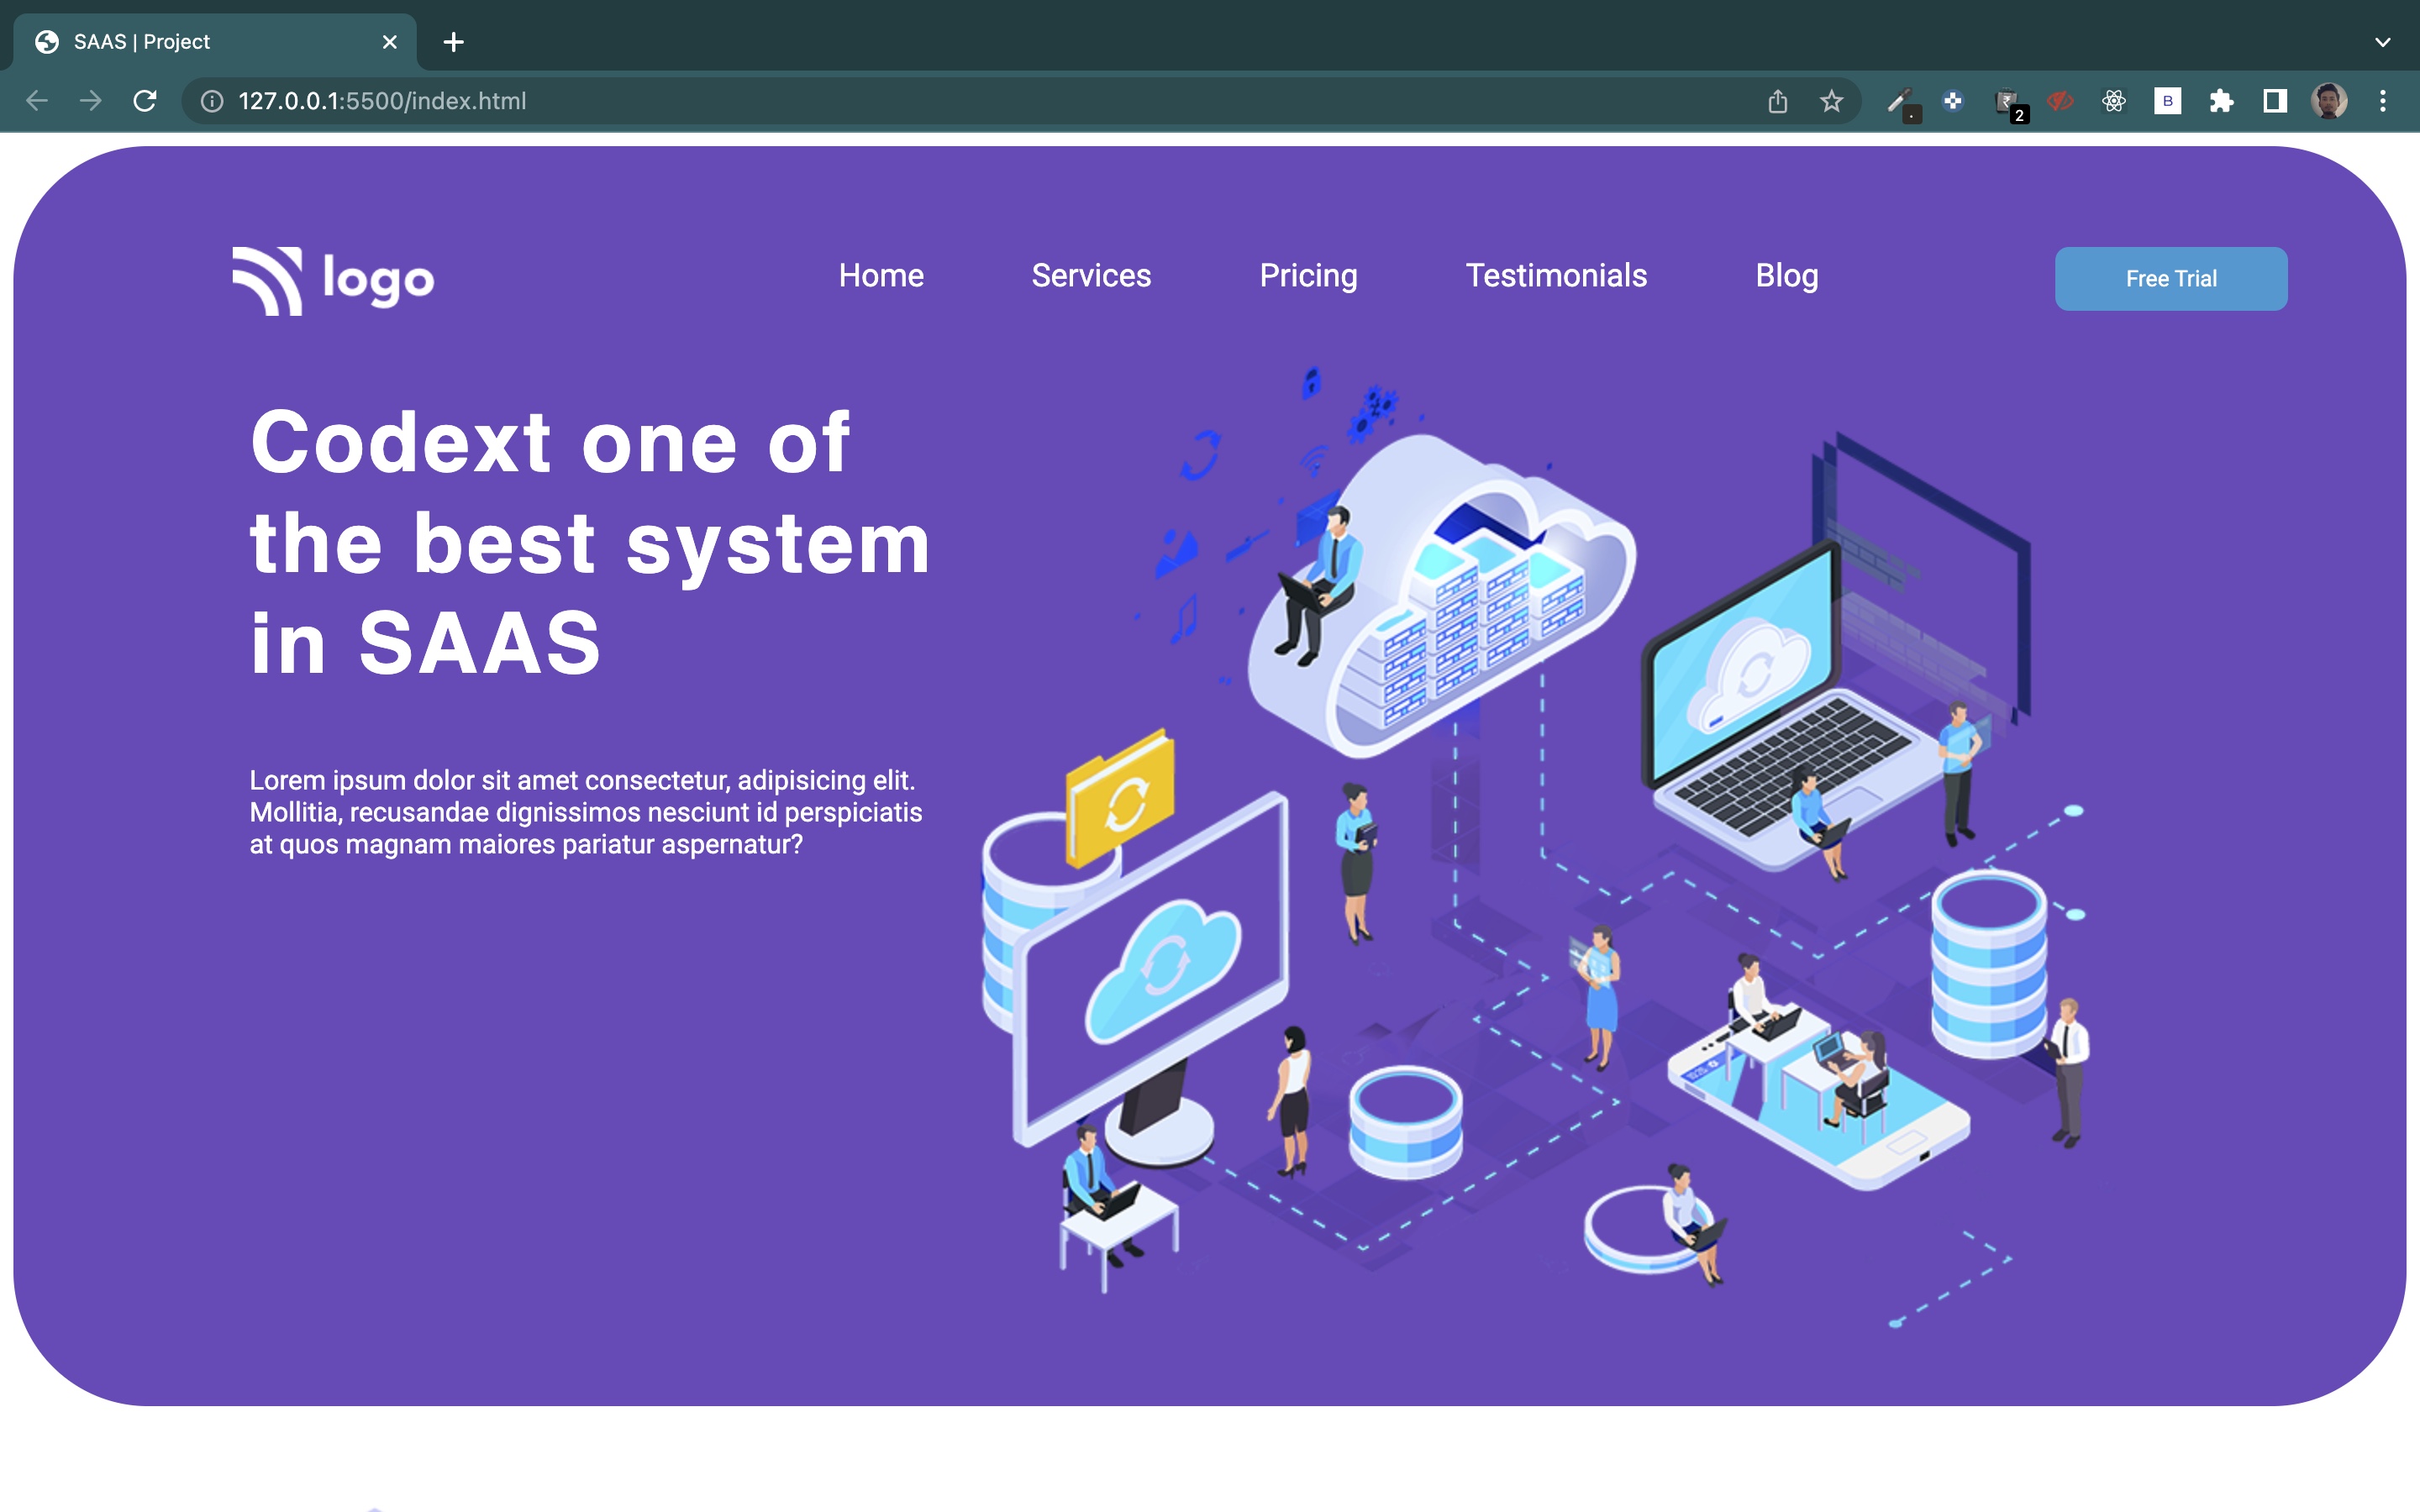 SAAS | Project
127.0.0.1:5500/index.html
2
B
logo
Home
Services
Pricing
Testimonials
Blog
Free Trial
Codext one of
the best system
in SAAS
Lorem ipsum dolor sit amet consectetur, adipisicing elit.
Mollitia, recusandae dignissimos nesciunt id perspiciatis
at quos magnam maiores pariatur aspernatur?